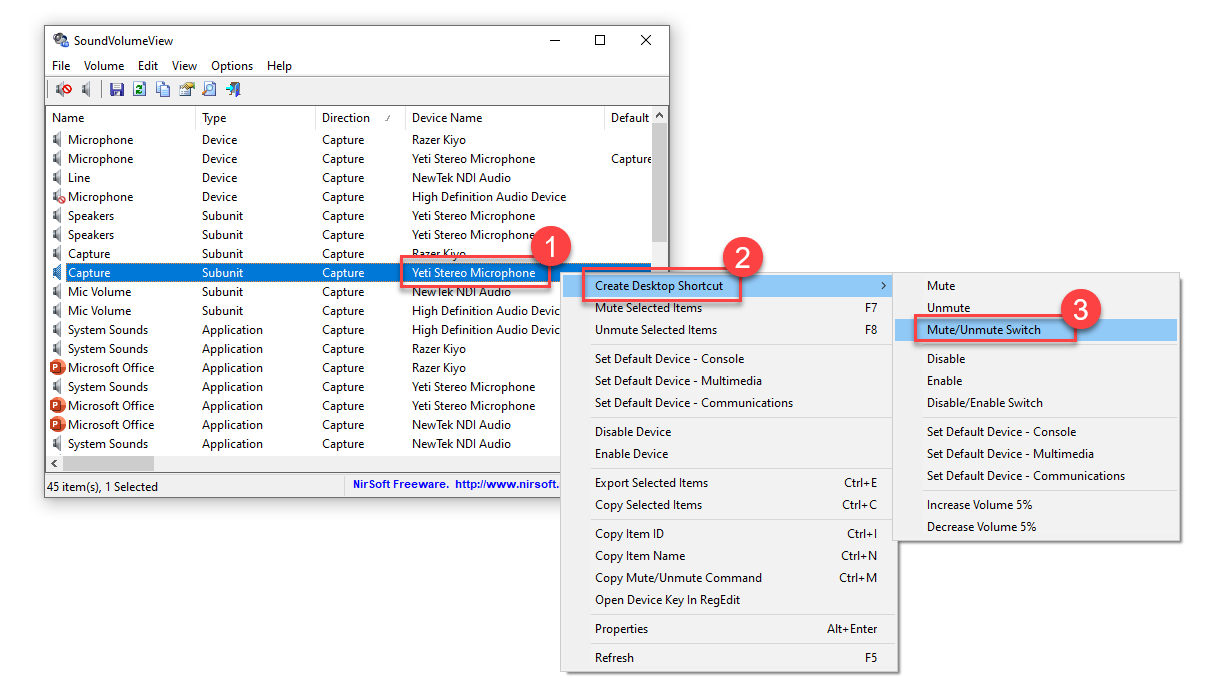 SoundVolumeView
File Volume Edit View Options Help
Name Type Direction Device Name Default
Microphone Device Capture Razer Kiyo
Microphone Device Capture Yeti Stereo Microphone Capture
Line Device Capture NewTek NDI Audio
Microphone Device Capture High Definition Audio Device
Speakers Subunit Capture Yeti Stereo Microphone
Speakers Subunit Capture Yeti Stereo Microphone
Capture Subunit Capture Razer Kiyo
Capture Subunit Capture Yeti Stereo Microphone
Mic Volume Subunit Capture NewTek NDI Audio
Mic Volume Subunit Capture High Definition Audio Devic
System Sounds Application Capture High Definition Audio Devic
System Sounds Application Capture Razer Kiyo
Microsoft Office Application Capture Razer Kiyo
System Sounds Application Capture Yeti Stereo Microphone
Microsoft Office Application Capture Yeti Stereo Microphone
Microsoft Office Application Capture NewTek NDI Audio
System Sounds Application Capture NewTek NDI Audio
45 item(s), 1 Selected NirSoft Freeware. http://www.nirsoft.
1
2
3
Create Desktop Shortcut
Mute Selected Items F7
Unmute Selected Items F8
Set Default Device - Console
Set Default Device - Multimedia
Set Default Device - Communications
Disable Device
Enable Device
Export Selected Items Ctrl+E
Copy Selected Items Ctrl+C
Copy Item ID Ctrl+I
Copy Item Name Ctrl+N
Copy Mute/Unmute Command Ctrl+M
Open Device Key In RegEdit
Properties Alt+Enter
Refresh F5
Mute
Unmute
Mute/Unmute Switch
Disable
Enable
Disable/Enable Switch
Set Default Device - Console
Set Default Device - Multimedia
Set Default Device - Communications
Increase Volume 5%
Decrease Volume 5%